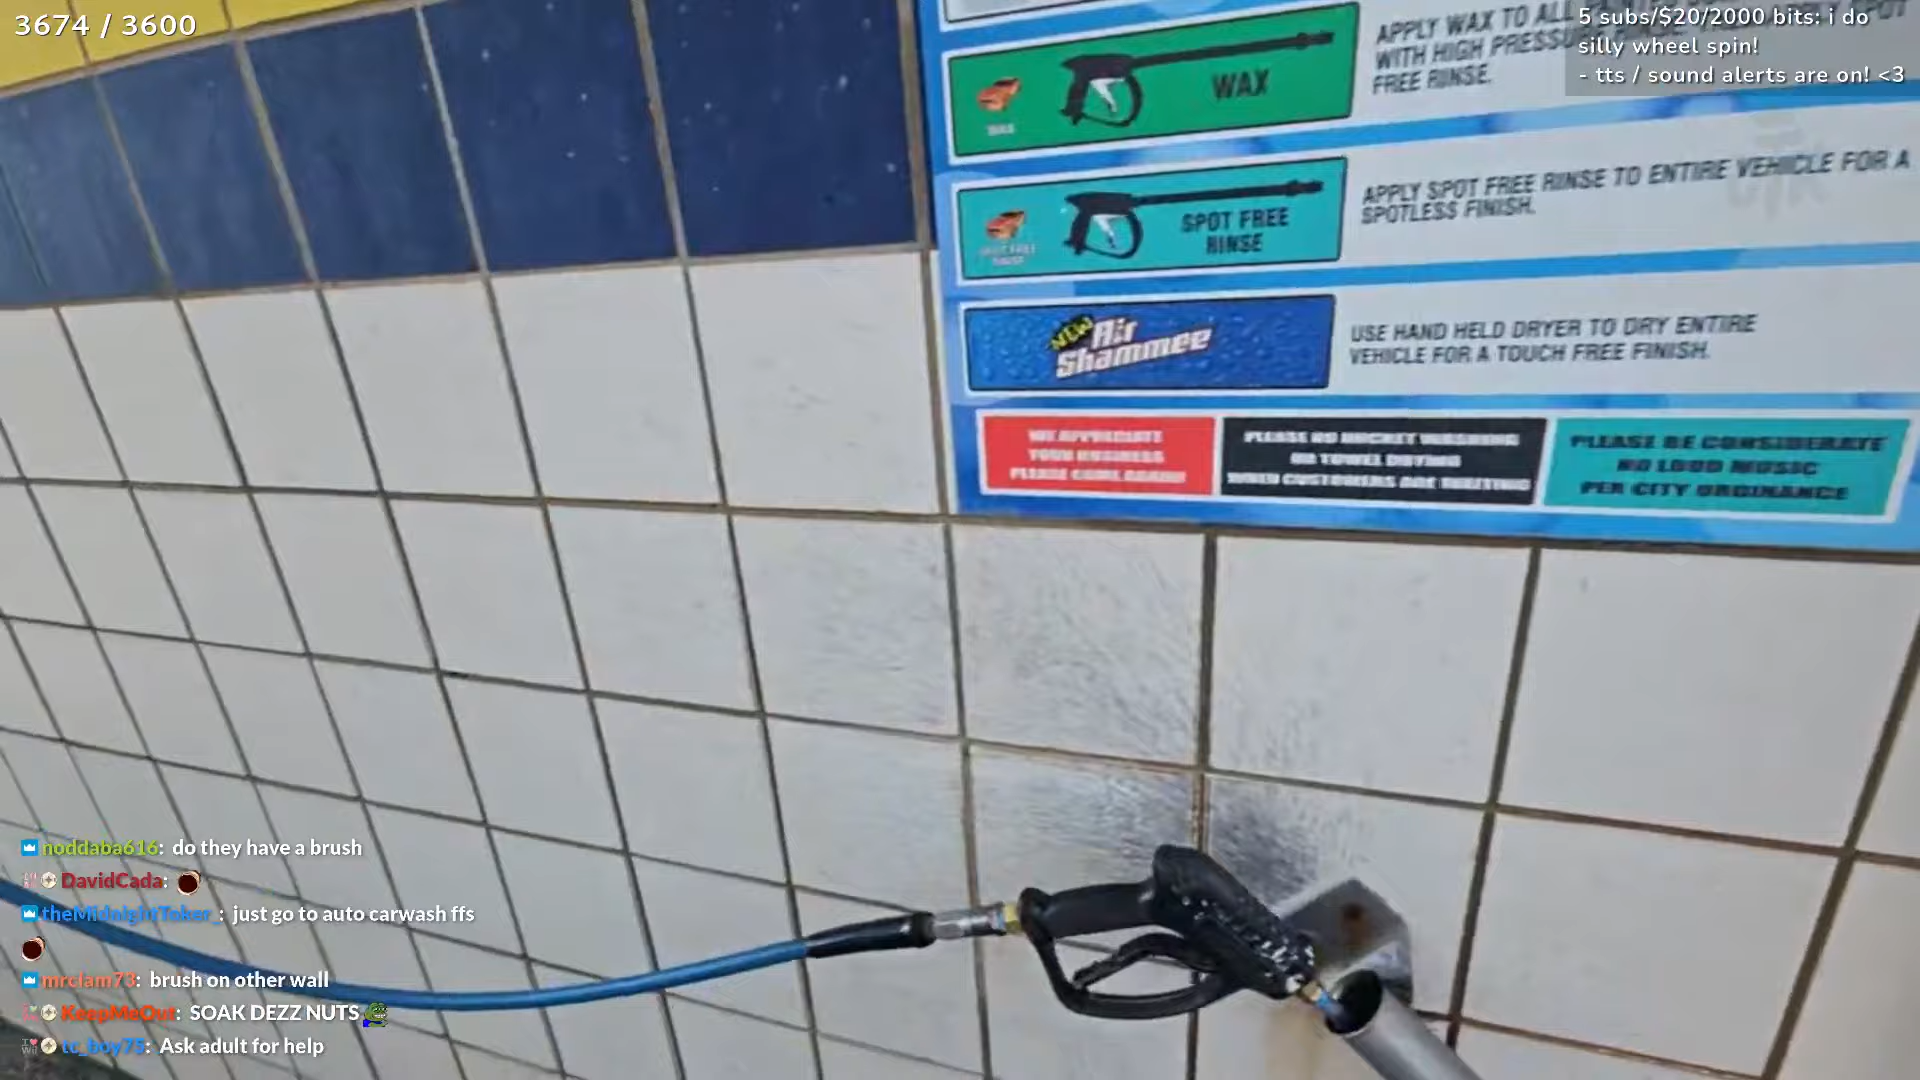 3674 / 3600
5 subs/$20/2000 bits: i do
silly wheel spin!
- tts / sound alerts are on! <3
WAX
APPLY WAX TO ALL
WITH HIGH PRESSURE
FREE RINSE.
WAX
SPOT FREE
RINSE
APPLY SPOT FREE RINSE TO ENTIRE VEHICLE FOR A
SPOTLESS FINISH.
NEW Air
Shammee
USE HAND HELD DRYER TO DRY ENTIRE
VEHICLE FOR A TOUCH FREE FINISH.
WE APPRECIATE
YOUR BUSINESS
PLEASE COME AGAIN!
PLEASE NO BUCKET WASHING
OR TOWEL DRYING
WHEN CUSTOMERS ARE WAITING
PLEASE BE CONSIDERATE
NO LOUD MUSIC
PER CITY ORDINANCE
noddaba616: do they have a brush
DavidCada:
theMidnightToker_: just go to auto carwash ffs
mrclam73: brush on other wall
KeepMeOut: SOAK DEZZ NUTS
tc_boy75: Ask adult for help